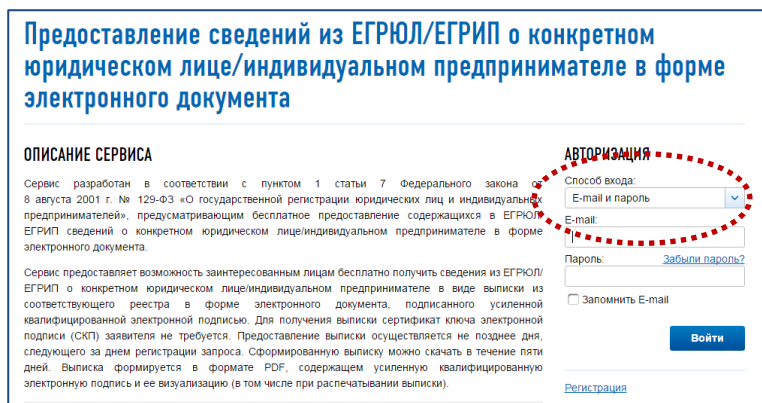 Предоставление сведений из ЕГРЮЛ/ЕГРИП о конкретном
юридическом лице/индивидуальном предпринимателе в форме
электронного документа
ОПИСАНИЕ СЕРВИСА
Сервис разработан в соответствии с пунктом 1 статьи 7 Федерального закона от
8 августа 2001 г. № 129-ФЗ «О государственной регистрации юридических лиц и индивидуальных
предпринимателей», предусматривающим бесплатное предоставление содержащихся в ЕГРЮЛ/
ЕГРИП сведений о конкретном юридическом лице/индивидуальном предпринимателе в форме
электронного документа.
Сервис предоставляет возможность заинтересованным лицам бесплатно получить сведения из ЕГРЮЛ/
ЕГРИП о конкретном юридическом лице/индивидуальном предпринимателе в виде выписки из
соответствующего реестра в форме электронного документа, подписанного усиленной
квалифицированной электронной подписью. Для получения выписки сертификат ключа электронной
подписи (СКП) заявителя не требуется. Предоставление выписки осуществляется не позднее дня,
следующего за днем регистрации запроса. Сформированную выписку можно скачать в течение пяти
дней. Выписка формируется в формате PDF, содержащем усиленную квалифицированную
электронную подпись и ее визуализацию (в том числе при распечатывании выписки).
АВТОРИЗАЦИЯ
Способ входа:
E-mail и пароль
E-mail:
Пароль: Забыли пароль?
Запомнить E-mail
Войти
Регистрация